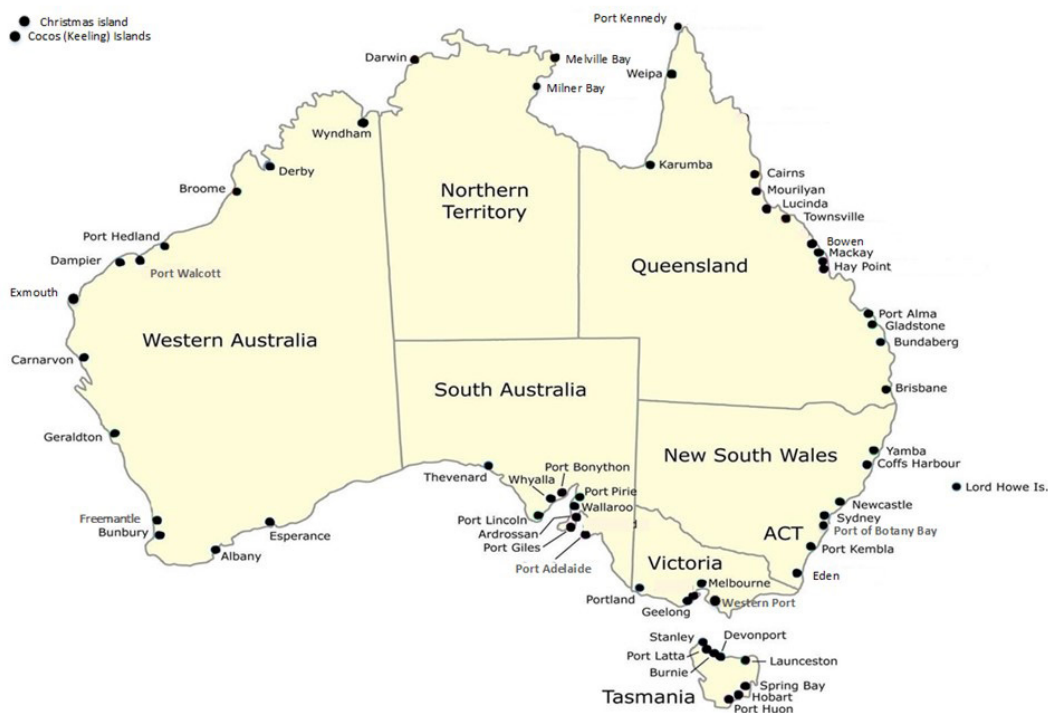 Christmas island
Cocos (Keeling) Islands
Port Kennedy
Darwin
Melville Bay
Weipa
Milner Bay
Wyndham
Karumba
Derby
Cairns
Broome
Mourilyan
Northern
Territory
Lucinda
Townsville
Port Hedland
Bowen
Mackay
Dampier
Port Walcott
Queensland
Hay Point
Exmouth
Port Alma
Gladstone
Western Australia
Bundaberg
Carnarvon
South Australia
Brisbane
Geraldton
New South Wales
Yamba
Coffs Harbour
Thevenard
Port Bonython
Whyalla
Port Pirie
Lord Howe Is.
Wallaroo
Newcastle
Freemantle
Port Lincoln
Sydney
Bunbury
Esperance
Ardrossan
ACT
Port of Botany Bay
Port Giles
Port Kembla
Albany
Port Adelaide
Victoria
Melbourne
Eden
Portland
Geelong
Western Port
Stanley
Devonport
Port Latta
Launceston
Burnie
Spring Bay
Tasmania
Hobart
Port Huon